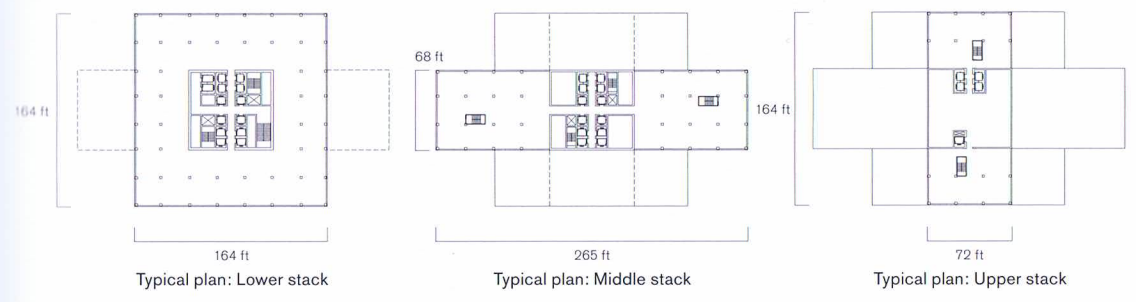 164 ft
164 ft
Typical plan: Lower stack
68 ft
265 ft
Typical plan: Middle stack
164 ft
72 ft
Typical plan: Upper stack